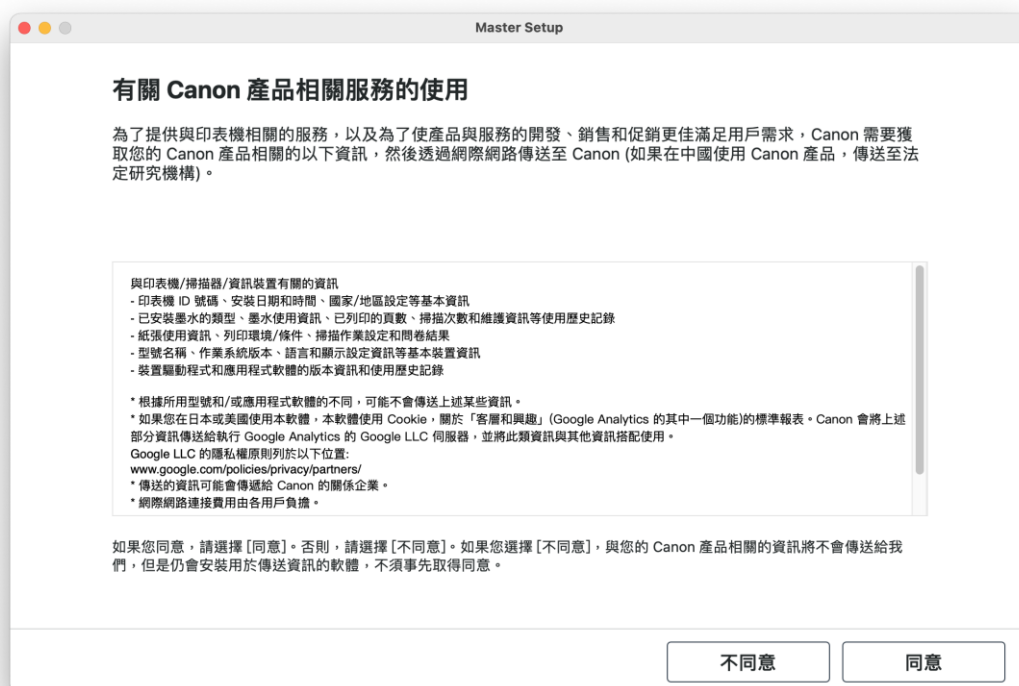 Master Setup
有關 Canon 產品相關服務的使用
為了提供與印表機相關的服務，以及為了使產品與服務的開發、銷售和促銷更佳滿足用戶需求，Canon 需要獲
取您的 Canon 產品相關的以下資訊，然後透過網際網路傳送至 Canon (如果在中國使用 Canon 產品，傳送至法
定研究機構)。
與印表機/掃描器/資訊裝置有關的資訊
- 印表機 ID 號碼、安裝日期和時間、國家/地區設定等基本資訊
- 已安裝墨水的類型、墨水使用資訊、已列印的頁數、掃描次數和維護資訊等使用歷史記錄
- 紙張使用資訊、列印環境/條件、掃描作業設定和問卷結果
- 型號名稱、作業系統版本、語言和顯示設定資訊等基本裝置資訊
- 裝置驅動程式和應用程式軟體的版本資訊和使用歷史記錄
* 根據所用型號和/或應用程式軟體的不同，可能不會傳送上述某些資訊。
* 如果您在日本或美國使用本軟體，本軟體使用 Cookie，關於「客層和興趣」(Google Analytics 的其中一個功能)的標準報表。Canon 會將上述
部分資訊傳送給執行 Google Analytics 的 Google LLC 伺服器，並將此類資訊與其他資訊搭配使用。
Google LLC 的隱私權原則列於以下位置:
www.google.com/policies/privacy/partners/
* 傳送的資訊可能會傳遞給 Canon 的關係企業。
* 網際網路連接費用由各用戶負擔。
如果您同意，請選擇 [同意]。否則，請選擇 [不同意]。如果您選擇 [不同意]，與您的 Canon 產品相關的資訊將不會傳送給我
們，但是仍會安裝用於傳送資訊的軟體，不須事先取得同意。
不同意
同意